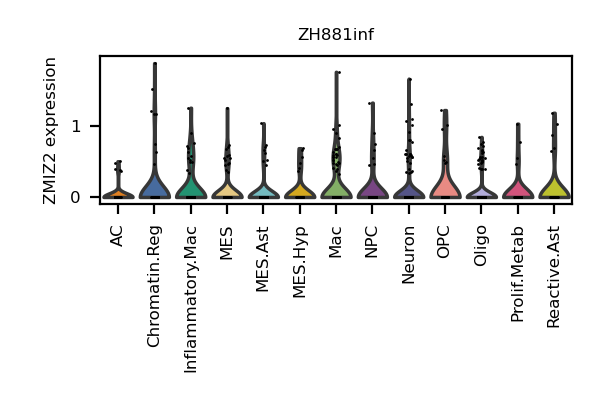 ZH881inf
ZMIZ2 expression
1
0
AC
Chromatin.Reg
Inflammatory.Mac
MES
MES.Ast
MES.Hyp
Mac
NPC
Neuron
OPC
Oligo
Prolif.Metab
Reactive.Ast